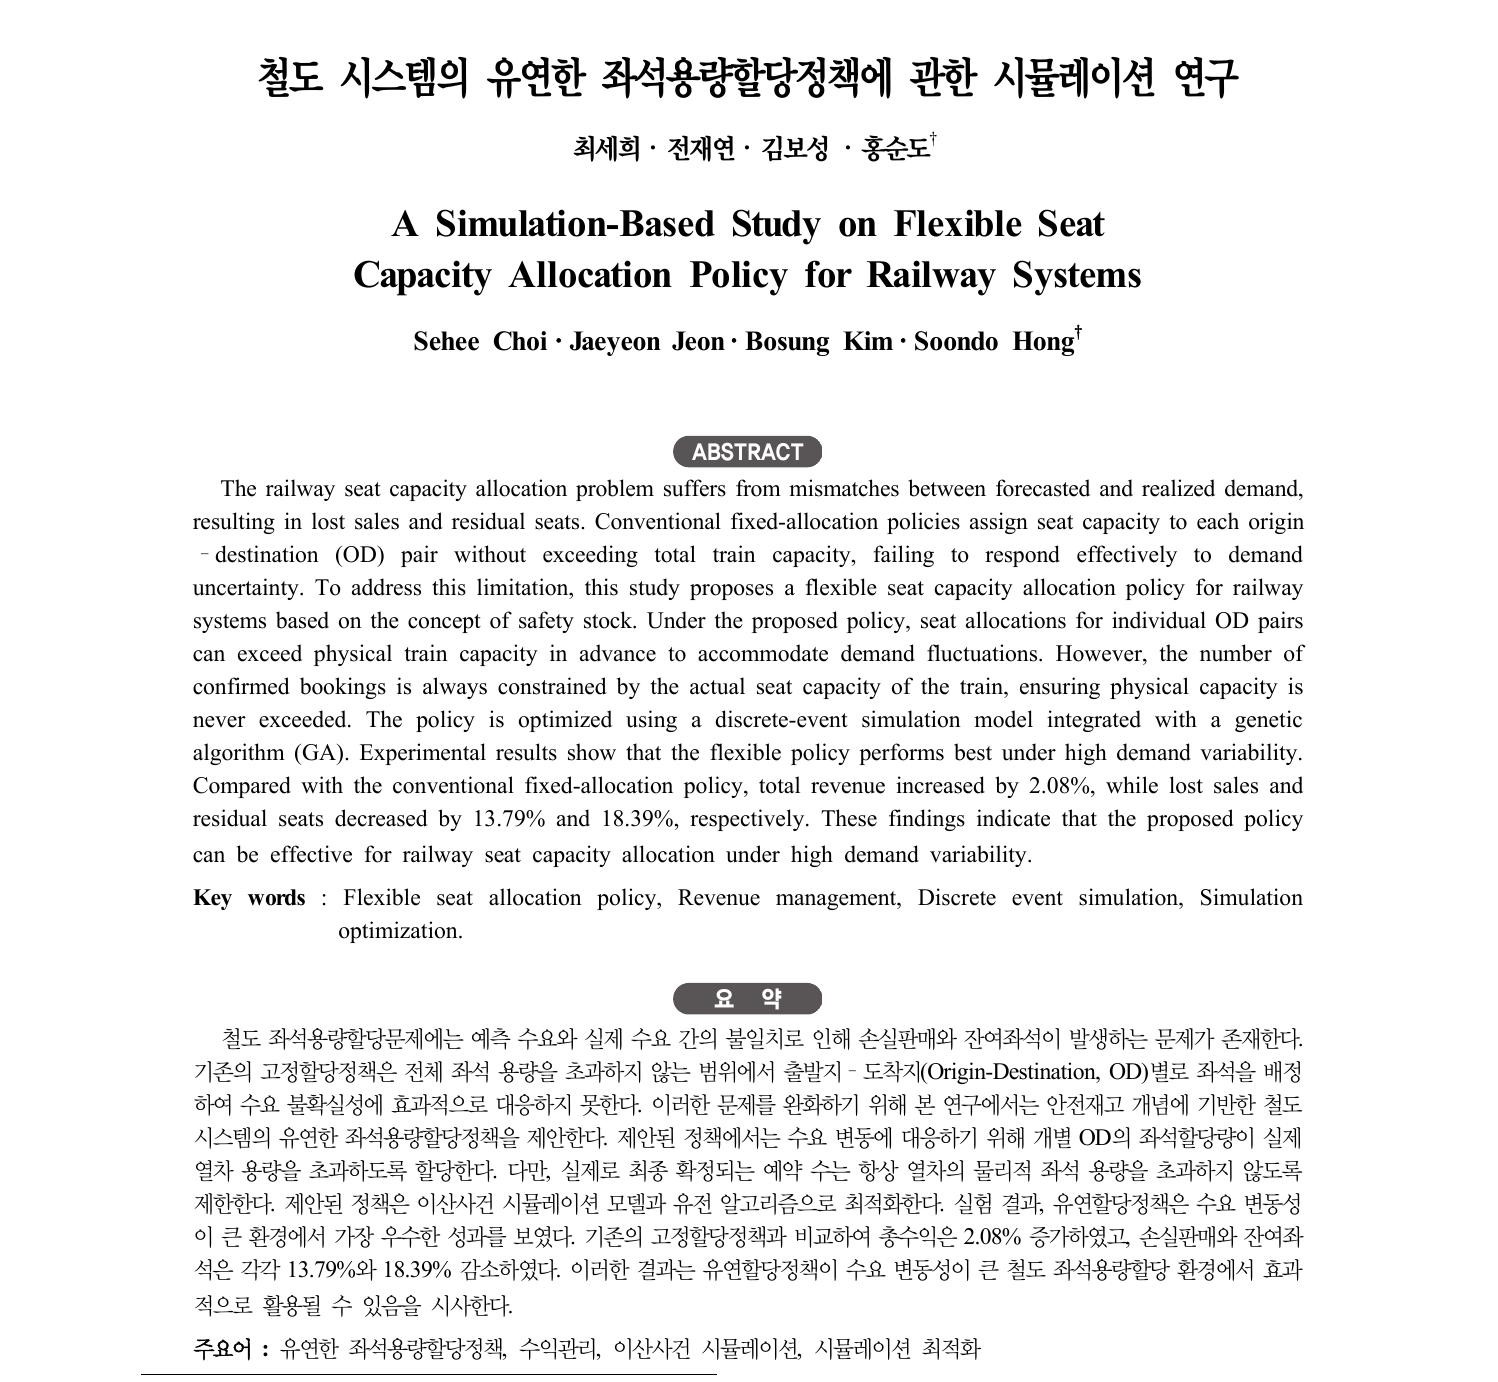 철도 시스템의 유연한 좌석용량할당정책에 관한 시뮬레이션 연구
최세희 · 전재연 · 김보성 · 홍순도†
A Simulation-Based Study on Flexible Seat
Capacity Allocation Policy for Railway Systems
Sehee Choi · Jaeyeon Jeon · Bosung Kim · Soondo Hong†
ABSTRACT
The railway seat capacity allocation problem suffers from mismatches between forecasted and realized demand,
resulting in lost sales and residual seats. Conventional fixed-allocation policies assign seat capacity to each origin
–destination (OD) pair without exceeding total train capacity, failing to respond effectively to demand
uncertainty. To address this limitation, this study proposes a flexible seat capacity allocation policy for railway
systems based on the concept of safety stock. Under the proposed policy, seat allocations for individual OD pairs
can exceed physical train capacity in advance to accommodate demand fluctuations. However, the number of
confirmed bookings is always constrained by the actual seat capacity of the train, ensuring physical capacity is
never exceeded. The policy is optimized using a discrete-event simulation model integrated with a genetic
algorithm (GA). Experimental results show that the flexible policy performs best under high demand variability.
Compared with the conventional fixed-allocation policy, total revenue increased by 2.08%, while lost sales and
residual seats decreased by 13.79% and 18.39%, respectively. These findings indicate that the proposed policy
can be effective for railway seat capacity allocation under high demand variability.
Key words : Flexible seat allocation policy, Revenue management, Discrete event simulation, Simulation
optimization.
요 약
철도 좌석용량할당문제에는 예측 수요와 실제 수요 간의 불일치로 인해 손실판매와 잔여좌석이 발생하는 문제가 존재한다.
기존의 고정할당정책은 전체 좌석 용량을 초과하지 않는 범위에서 출발지–도착지(Origin-Destination, OD)별로 좌석을 배정
하여 수요 불확실성에 효과적으로 대응하지 못한다. 이러한 문제를 완화하기 위해 본 연구에서는 안전재고 개념에 기반한 철도
시스템의 유연한 좌석용량할당정책을 제안한다. 제안된 정책에서는 수요 변동에 대응하기 위해 개별 OD의 좌석할당량이 실제
열차 용량을 초과하도록 할당한다. 다만, 실제로 최종 확정되는 예약 수는 항상 열차의 물리적 좌석 용량을 초과하지 않도록
제한한다. 제안된 정책은 이산사건 시뮬레이션 모델과 유전 알고리즘으로 최적화한다. 실험 결과, 유연할당정책은 수요 변동성
이 큰 환경에서 가장 우수한 성과를 보였다. 기존의 고정할당정책과 비교하여 총수익은 2.08% 증가하였고, 손실판매와 잔여좌
석은 각각 13.79%와 18.39% 감소하였다. 이러한 결과는 유연할당정책이 수요 변동성이 큰 철도 좌석용량할당 환경에서 효과
적으로 활용될 수 있음을 시사한다.
주요어 : 유연한 좌석용량할당정책, 수익관리, 이산사건 시뮬레이션, 시뮬레이션 최적화